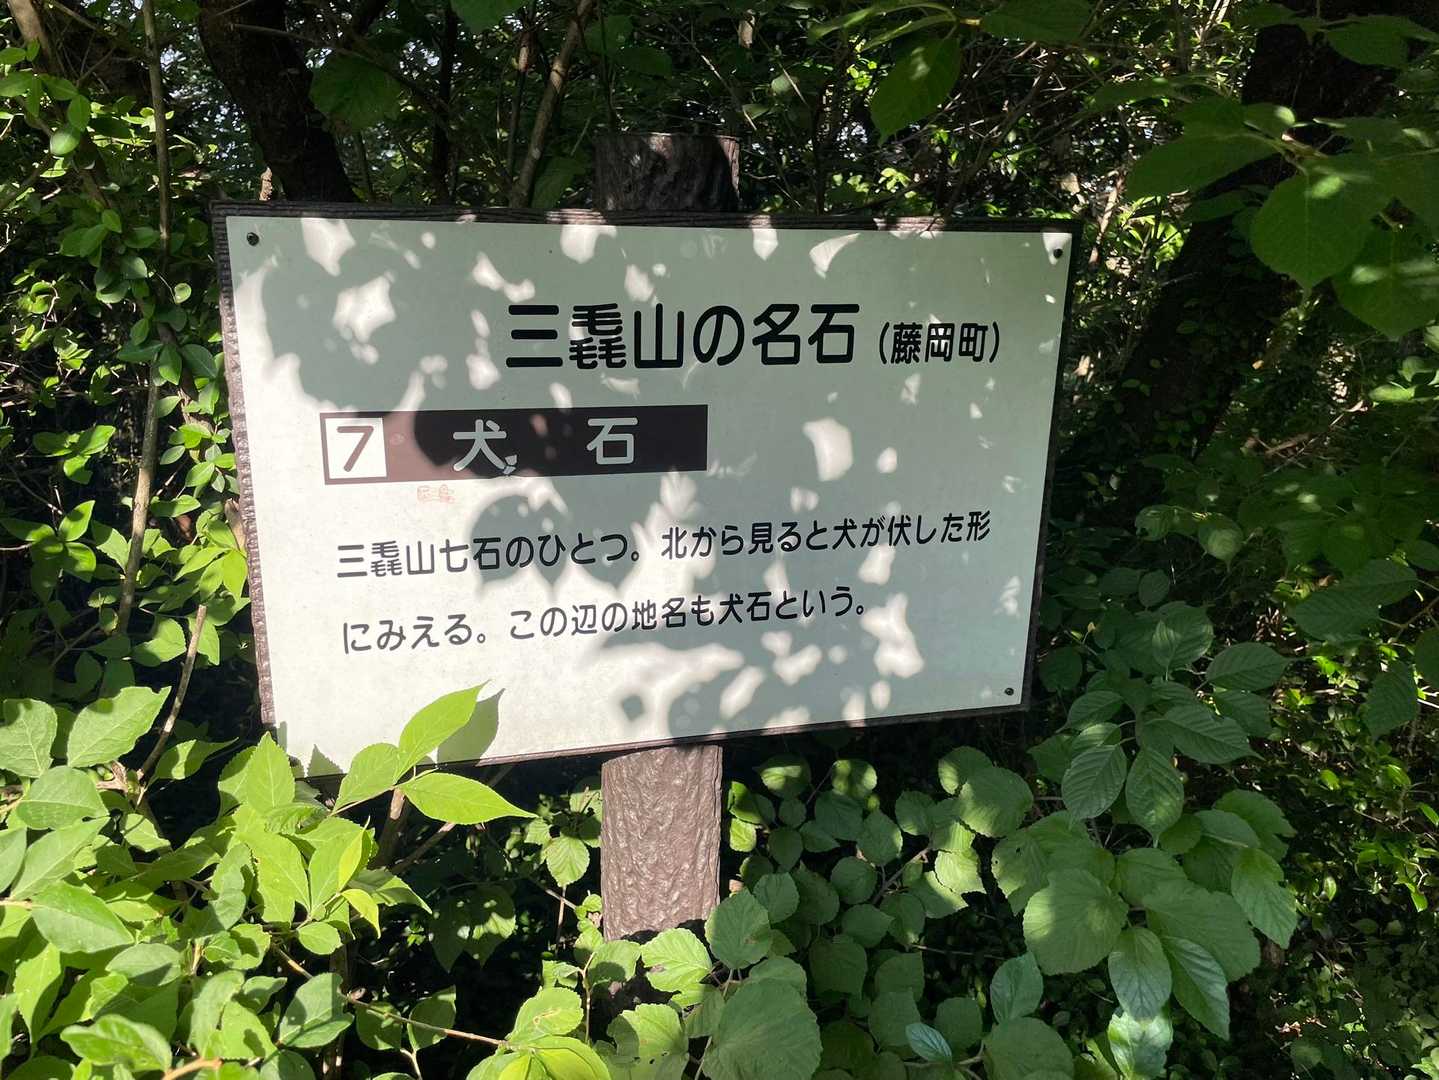 三毳山の名石（藤岡町）
7 犬石
三毳山七石のひとつ。北から見ると犬が伏した形
にみえる。この辺の地名も犬石という。